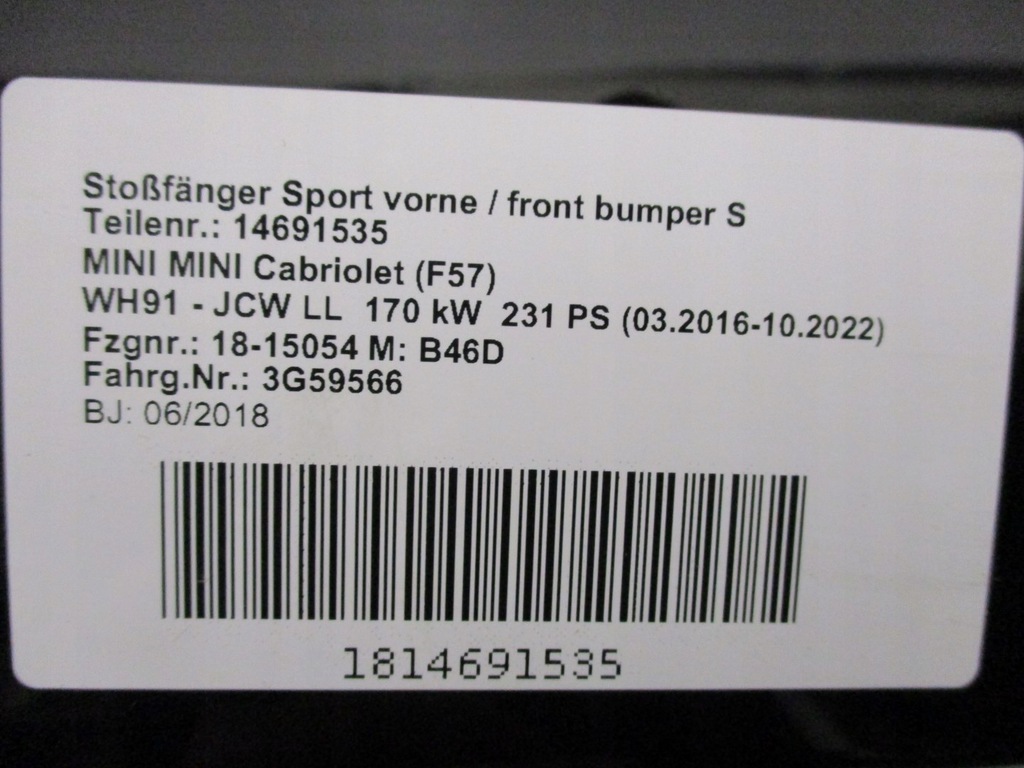 Stoßfänger Sport vorne / front bumper S
Teilenr.: 14691535
MINI MINI Cabriolet (F57)
WH91 - JCW LL 170 kW 231 PS (03.2016-10.2022)
Fzgnr.: 18-15054 M: B46D
Fahrg.Nr.: 3G59566
BJ: 06/2018
1814691535